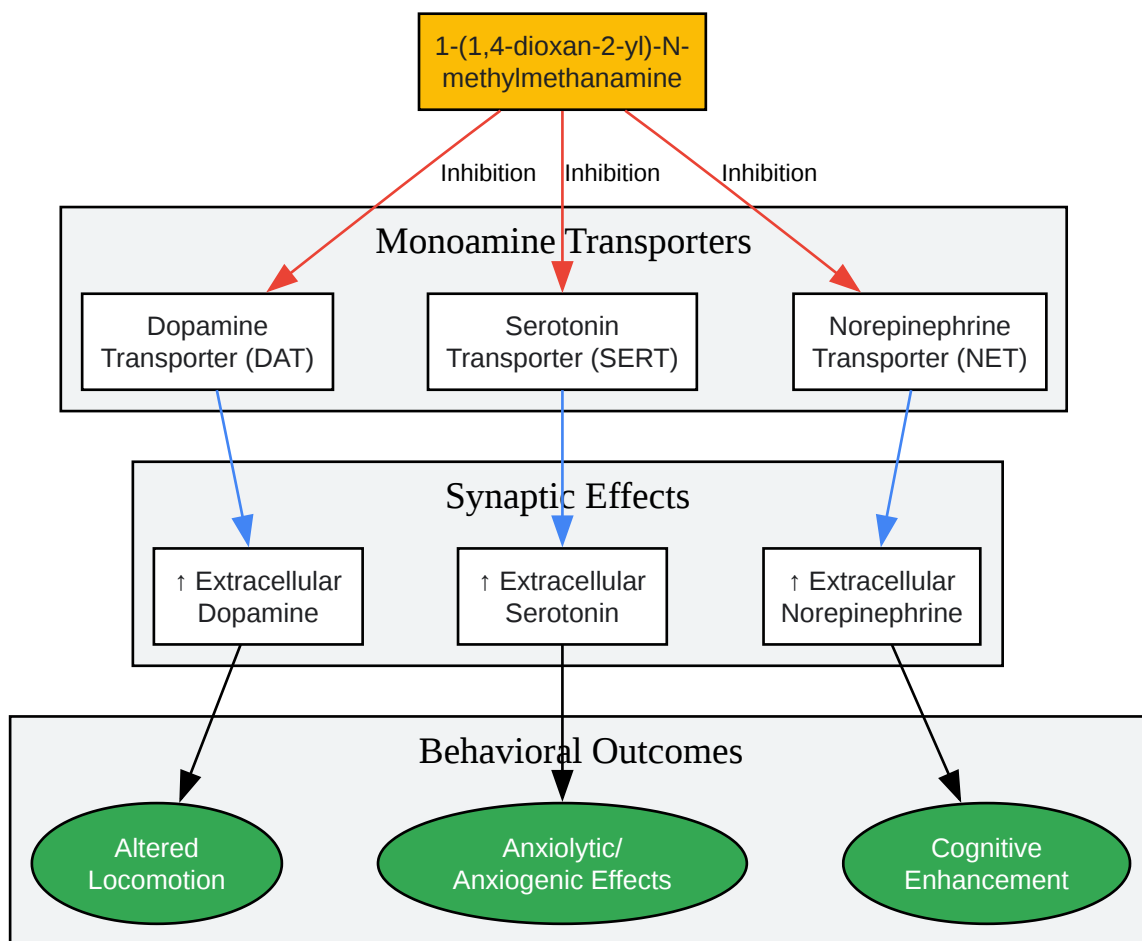 1-(1,4-dioxan-2-yl)-N-
methylmethanamine
Inhibition
Inhibition
Inhibition
Monoamine Transporters
Dopamine
Transporter (DAT)
Serotonin
Transporter (SERT)
Norepinephrine
Transporter (NET)
Synaptic Effects
↑ Extracellular
Dopamine
↑ Extracellular
Serotonin
↑ Extracellular
Norepinephrine
Behavioral Outcomes
Altered
Locomotion
Anxiolytic/
Anxiogenic Effects
Cognitive
Enhancement